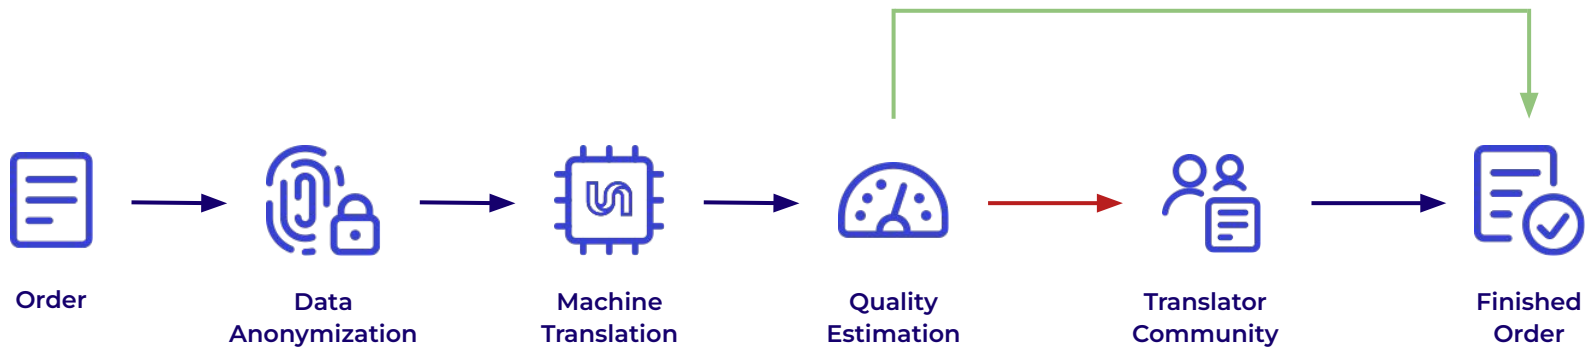 Order
Data
Anonymization
Machine
Translation
Quality
Estimation
Translator
Community
Finished
Order